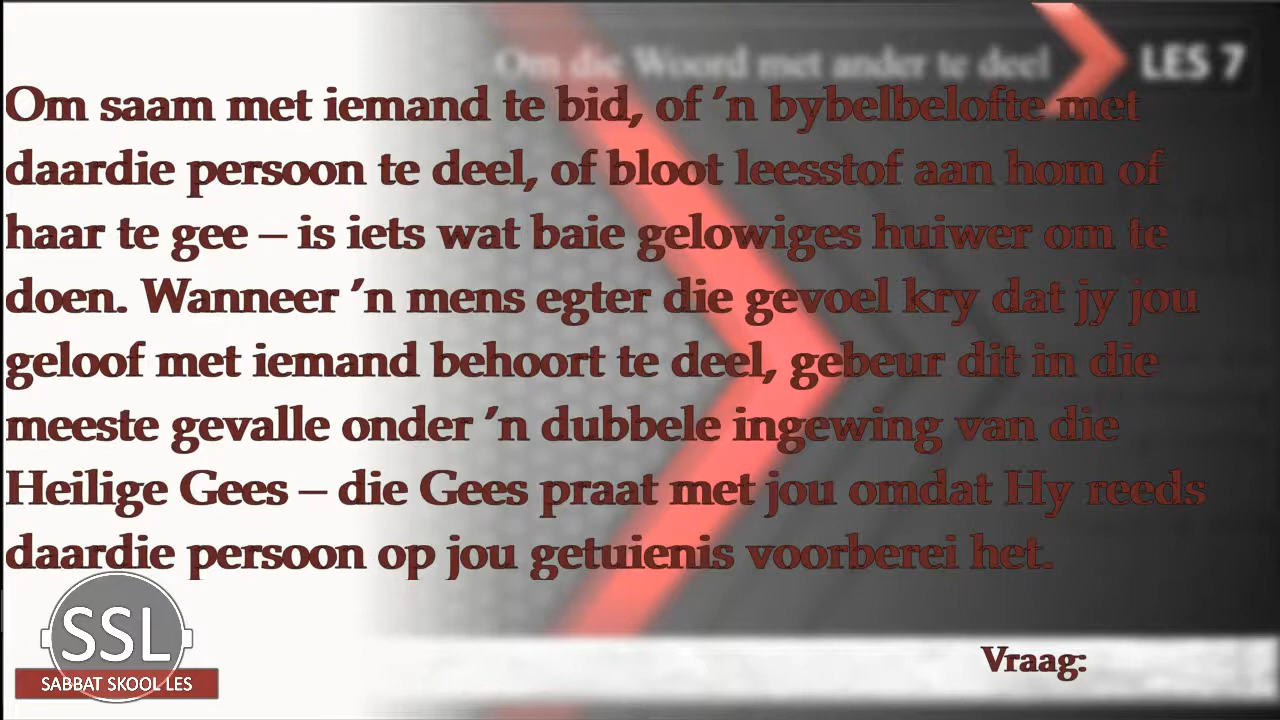 Om die Woord met ander te deel LES 7
Om saam met iemand te bid, of ’n bybelbelofte met
daardie persoon te deel, of bloot leesstof aan hom of
haar te gee – is iets wat baie gelowiges huiwer om te
doen. Wanneer ’n mens egter die gevoel kry dat jy jou
geloof met iemand behoort te deel, gebeur dit in die
meeste gevalle onder ’n dubbele ingewing van die
Heilige Gees – die Gees praat met jou omdat Hy reeds
daardie persoon op jou getuienis voorberei het.
SSL
SABBAT SKOOL LES
Vraag: